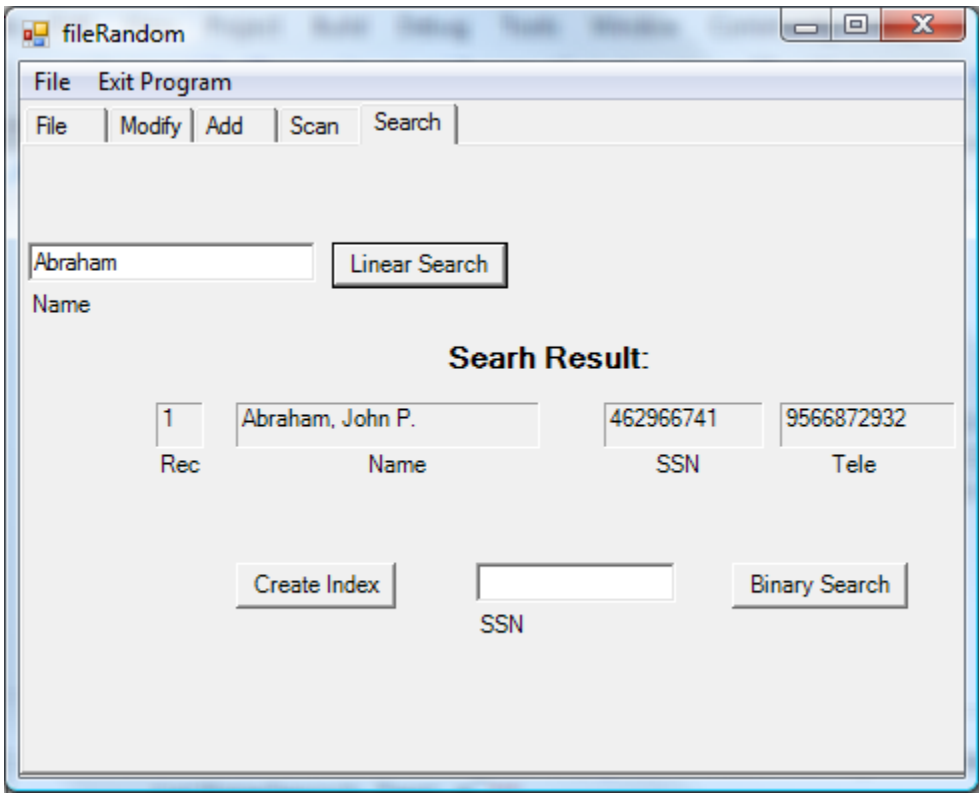 fileRandom
File Exit Program
File Modify Add Scan Search
Abraham Linear Search
Name
Searh Result:
1 Abraham, John P. 462966741 9566872932
Rec Name SSN Tele
Create Index Binary Search
SSN